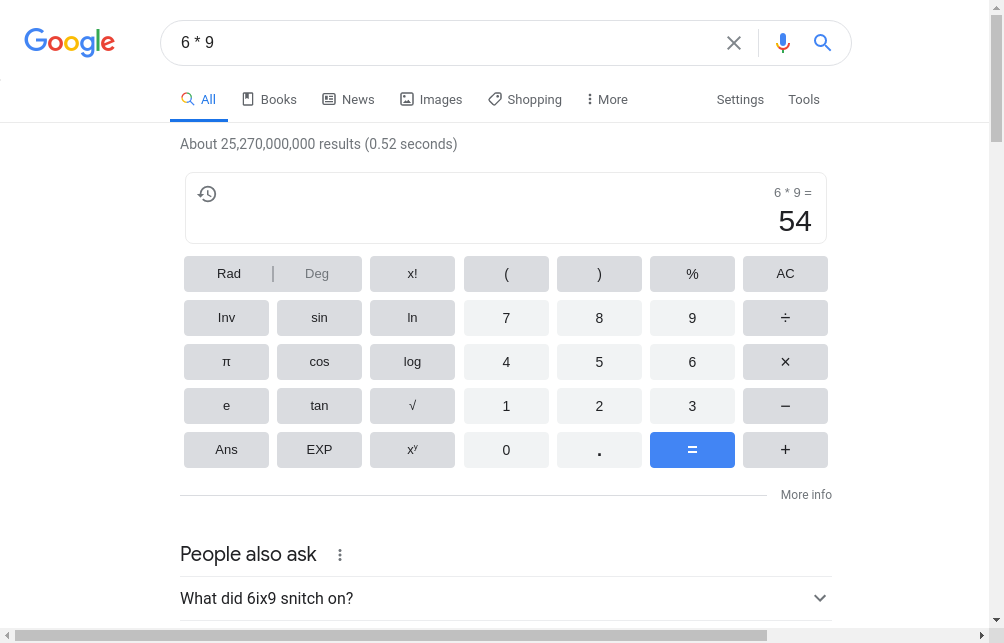 Google
6 * 9
All Books News Images Shopping More Settings Tools
About 25,270,000,000 results (0.52 seconds)
6 * 9 =
54
Rad | Deg x! ( ) % AC
Inv sin ln 7 8 9 ÷
π cos log 4 5 6 ×
e tan √ 1 2 3 −
Ans EXP xʸ 0 . = +
More info
People also ask
What did 6ix9 snitch on?